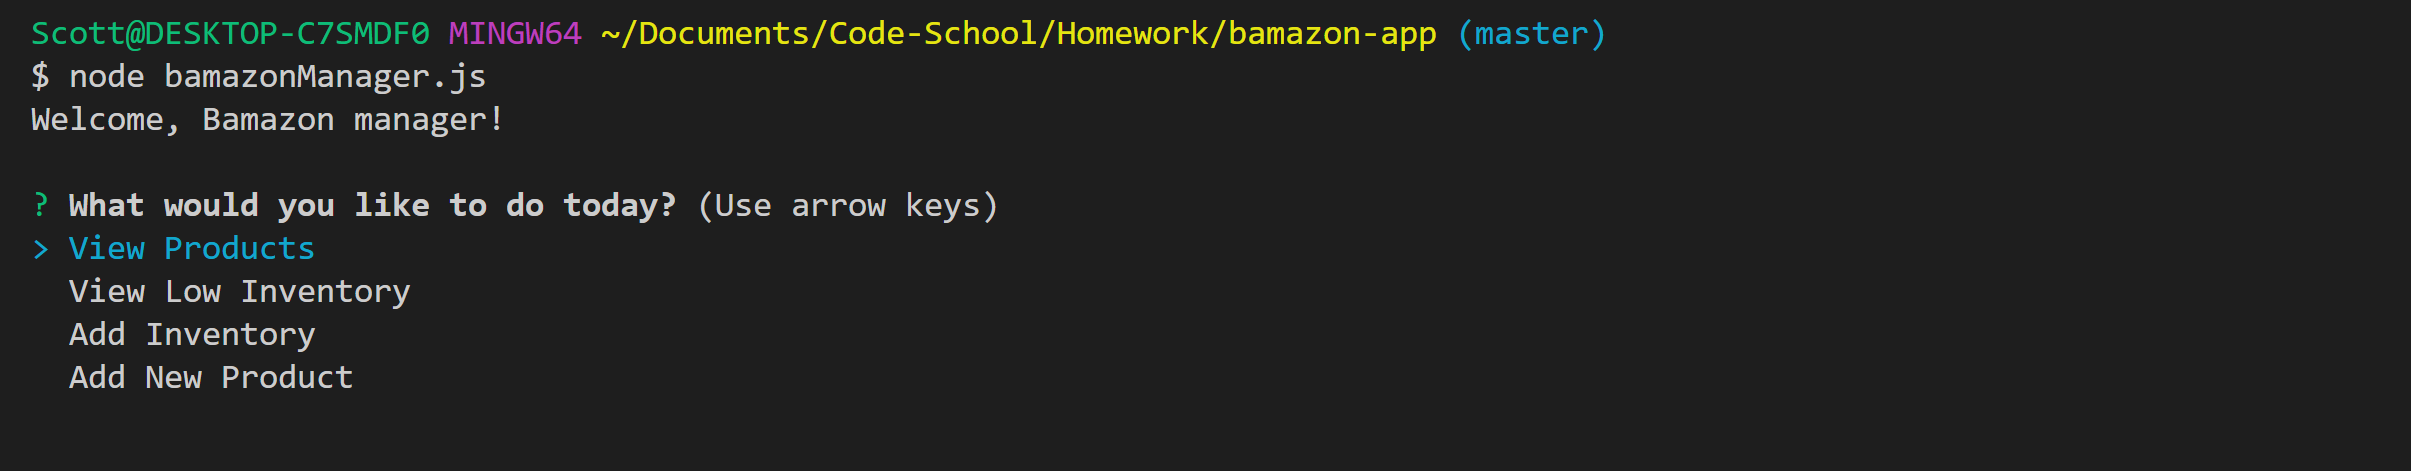 Scott@DESKTOP-C7SMDF0 MINGW64 ~/Documents/Code-School/Homework/bamazon-app (master)
$ node bamazonManager.js
Welcome, Bamazon manager!
? What would you like to do today? (Use arrow keys)
> View Products
View Low Inventory
Add Inventory
Add New Product